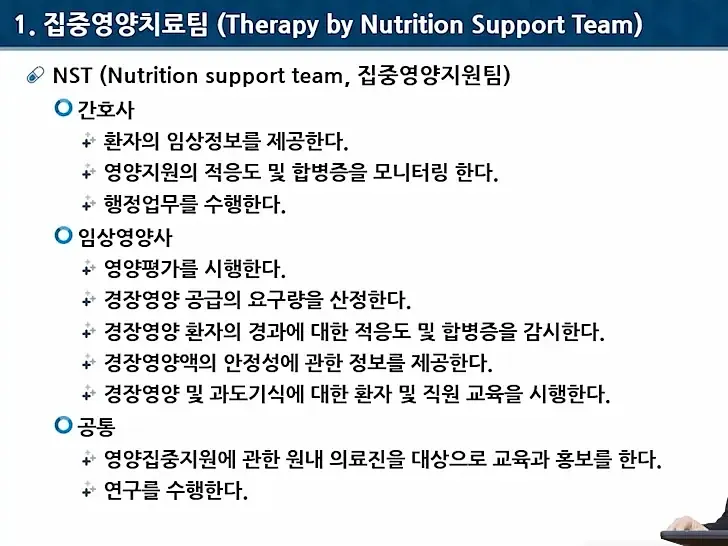 1. 집중영양치료팀 (Therapy by Nutrition Support Team)
NST (Nutrition support team, 집중영양지원팀)
간호사
환자의 임상정보를 제공한다.
영양지원의 적응도 및 합병증을 모니터링 한다.
행정업무를 수행한다.
임상영양사
영양평가를 시행한다.
경장영양 공급의 요구량을 산정한다.
경장영양 환자의 경과에 대한 적응도 및 합병증을 감시한다.
경장영양액의 안정성에 관한 정보를 제공한다.
경장영양 및 과도기식에 대한 환자 및 직원 교육을 시행한다.
공통
영양집중지원에 관한 원내 의료진을 대상으로 교육과 홍보를 한다.
연구를 수행한다.